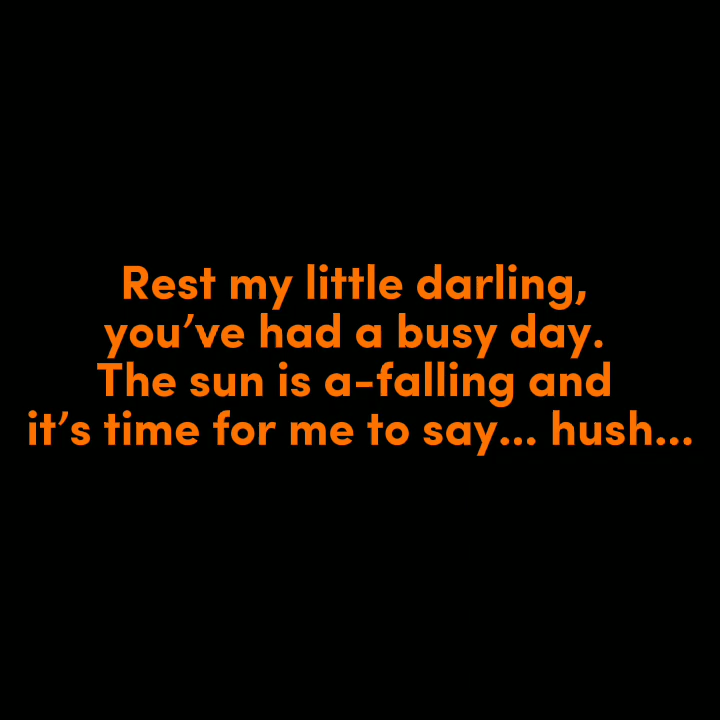 Rest my little darling,
you’ve had a busy day.
The sun is a-falling and
it’s time for me to say... hush...